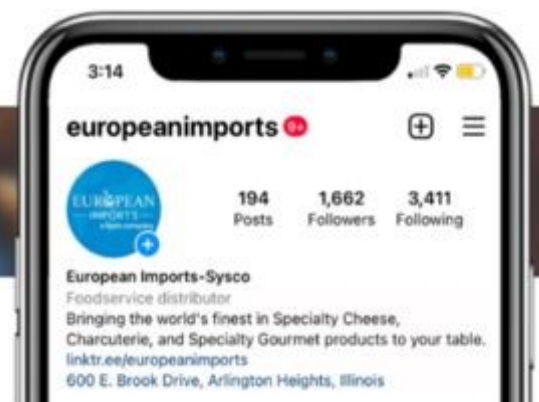 3:14
europeanimports 9+
EUROPEAN
IMPORTS
194 1,662 3,411
Posts Followers Following
European Imports-Sysco
Foodservice distributor
Bringing the world's finest in Specialty Cheese,
Charcuterie, and Specialty Gourmet products to your table.
linktr.ee/europeanimports
600 E. Brook Drive, Arlington Heights, Illinois